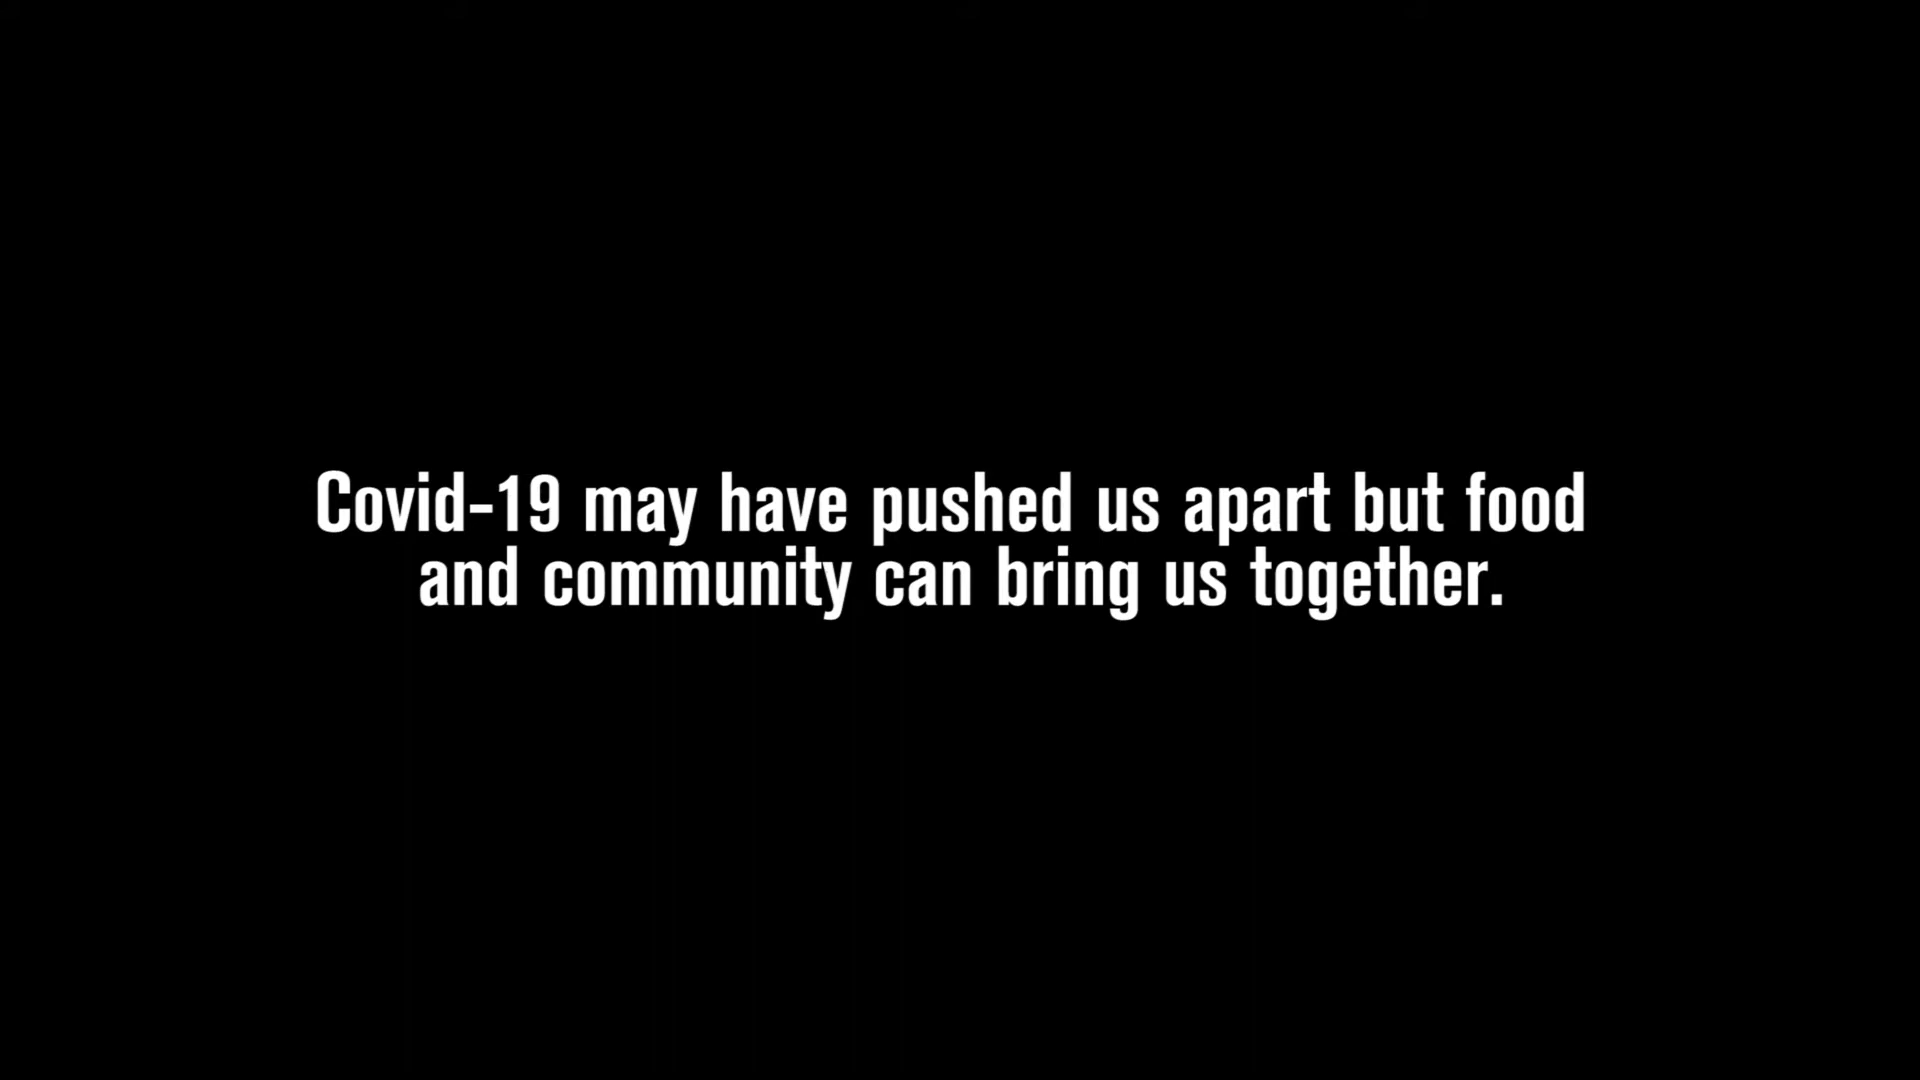 Covid-19 may have pushed us apart but food
and community can bring us together.